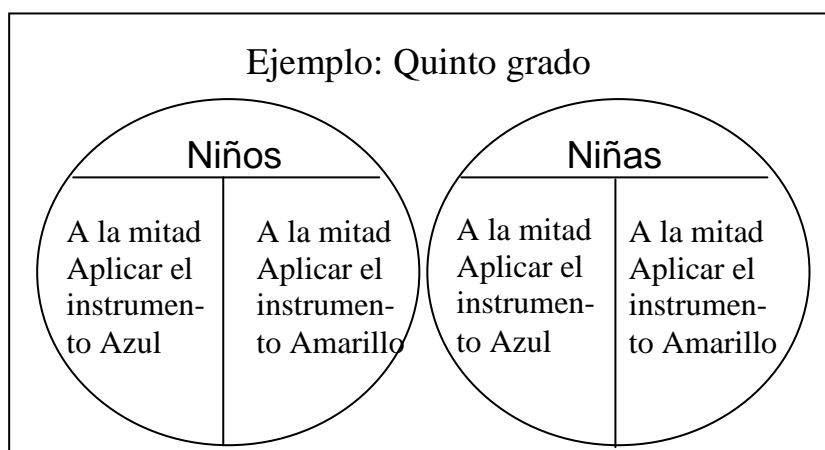 Ejemplo: Quinto grado
Niños
A la mitad
Aplicar el
instrumen-
to Azul
A la mitad
Aplicar el
instrumen-
to Amarillo
Niñas
A la mitad
Aplicar el
instrumen-
to Azul
A la mitad
Aplicar el
instrumen-
to Amarillo